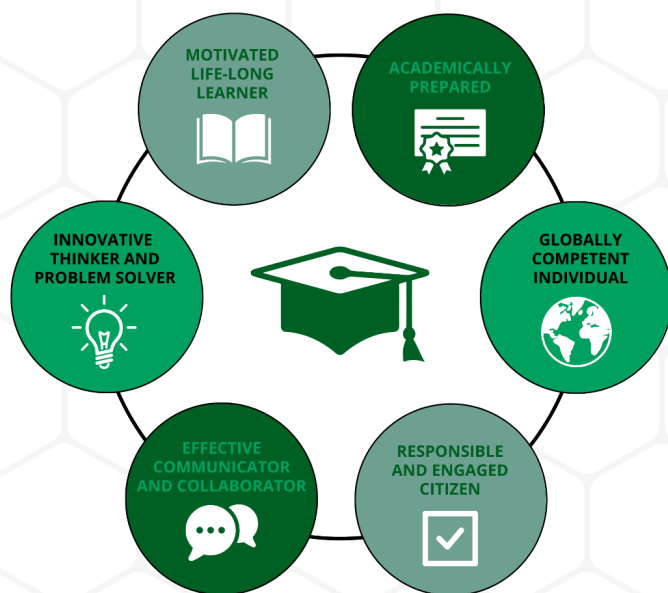 MOTIVATED
LIFE-LONG
LEARNER
ACADEMICALLY
PREPARED
INNOVATIVE
THINKER AND
PROBLEM SOLVER
GLOBALLY
COMPETENT
INDIVIDUAL
EFFECTIVE
COMMUNICATOR
AND COLLABORATOR
RESPONSIBLE
AND ENGAGED
CITIZEN